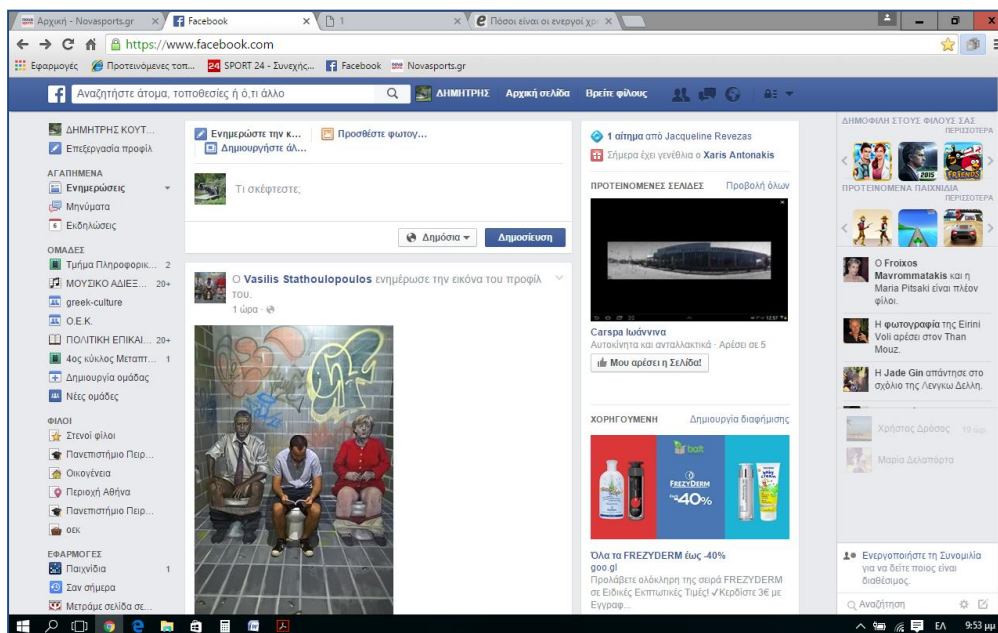 Αρχική - Novasports.gr
Facebook
1
Πόσοι είναι οι ενεργοί χρ
https://www.facebook.com
Εφαρμογές
Προτεινόμενες τοπ...
24 SPORT 24 - Συνεχής...
Facebook
Novasports.gr
Αναζητήστε άτομα, τοποθεσίες ή ό,τι άλλο
ΔΗΜΗΤΡΗΣ
Αρχική σελίδα
Βρείτε φίλους
ΔΗΜΗΤΡΗΣ ΚΟΥΤ...
Επεξεργασία προφίλ
ΑΓΑΠΗΜΕΝΑ
Ενημερώσεις
Μηνύματα
6 Εκδηλώσεις
ΟΜΑΔΕΣ
Τμήμα Πληροφορικ... 2
ΜΟΥΣΙΚΟ ΑΔΙΕΞ... 20+
greek-culture
Ο.Ε.Κ.
ΠΟΛΙΤΙΚΗ ΕΠΙΚΑΙ... 20+
4ος κύκλος Μεταπτ... 1
Δημιουργία ομάδας
Νέες ομάδες
ΦΙΛΟΙ
Στενοί φίλοι
Πανεπιστήμιο Πειρ...
Οικογένεια
Περιοχή Αθήνα
Πανεπιστήμιο Πειρ...
ΟΕΚ
ΕΦΑΡΜΟΓΕΣ
Παιχνίδια 1
Σαν σήμερα
Μετράμε σελίδα σε...
Ενημερώστε την κ...
Προσθέστε φωτογ...
Δημιουργήστε άλ...
Τι σκέφτεστε;
Δημόσια
Δημοσίευση
Ο Vasilis Stathoulopoulos ενημέρωσε την εικόνα του προφίλ
του.
1 ώρα
1 αίτημα από Jacqueline Revezas
Σήμερα έχει γενέθλια ο Xaris Antonakis
ΠΡΟΤΕΙΝΟΜΕΝΕΣ ΣΕΛΙΔΕΣ
Προβολή όλων
Carspa Ιωάννινα
Αυτοκίνητα και ανταλλακτικά · Αρέσει σε 5
Μου αρέσει η Σελίδα!
ΧΟΡΗΓΟΥΜΕΝΗ
Δημιουργία διαφήμισης
FREZYDERM
-40%
Όλα τα FREZYDERM έως -40%
goo.gl
Προλάβετε ολόκληρη της σειρά FREZYDERM
σε Ειδικές Εκπτωτικές Τιμές! ✓Κερδίστε 3€ με
Εγγραφ...
ΔΗΜΟΦΙΛΗ ΣΤΟΥΣ ΦΙΛΟΥΣ ΣΑΣ
ΠΕΡΙΣΣΟΤΕΡΑ
2015
FRIENDS
ΠΡΟΤΕΙΝΟΜΕΝΑ ΠΑΙΧΝΙΔΙΑ
ΠΕΡΙΣΣΟΤΕΡΑ
Ο Froixos
Mavrommatakis και η
Maria Pitsaki είναι πλέον
φίλοι.
Η φωτογραφία της Eirini
Voli αρέσει στον Than
Mouz.
Η Jade Gin απάντησε στο
σχόλιο της Λενγκω Δελλη.
Χρήστος Δρόσος
Μαρία Δελαπόρτα
Ενεργοποιήστε τη Συνομιλία
για να δείτε ποιος είναι
διαθέσιμος.
Αναζήτηση
ΕΛ
9:53 μμ